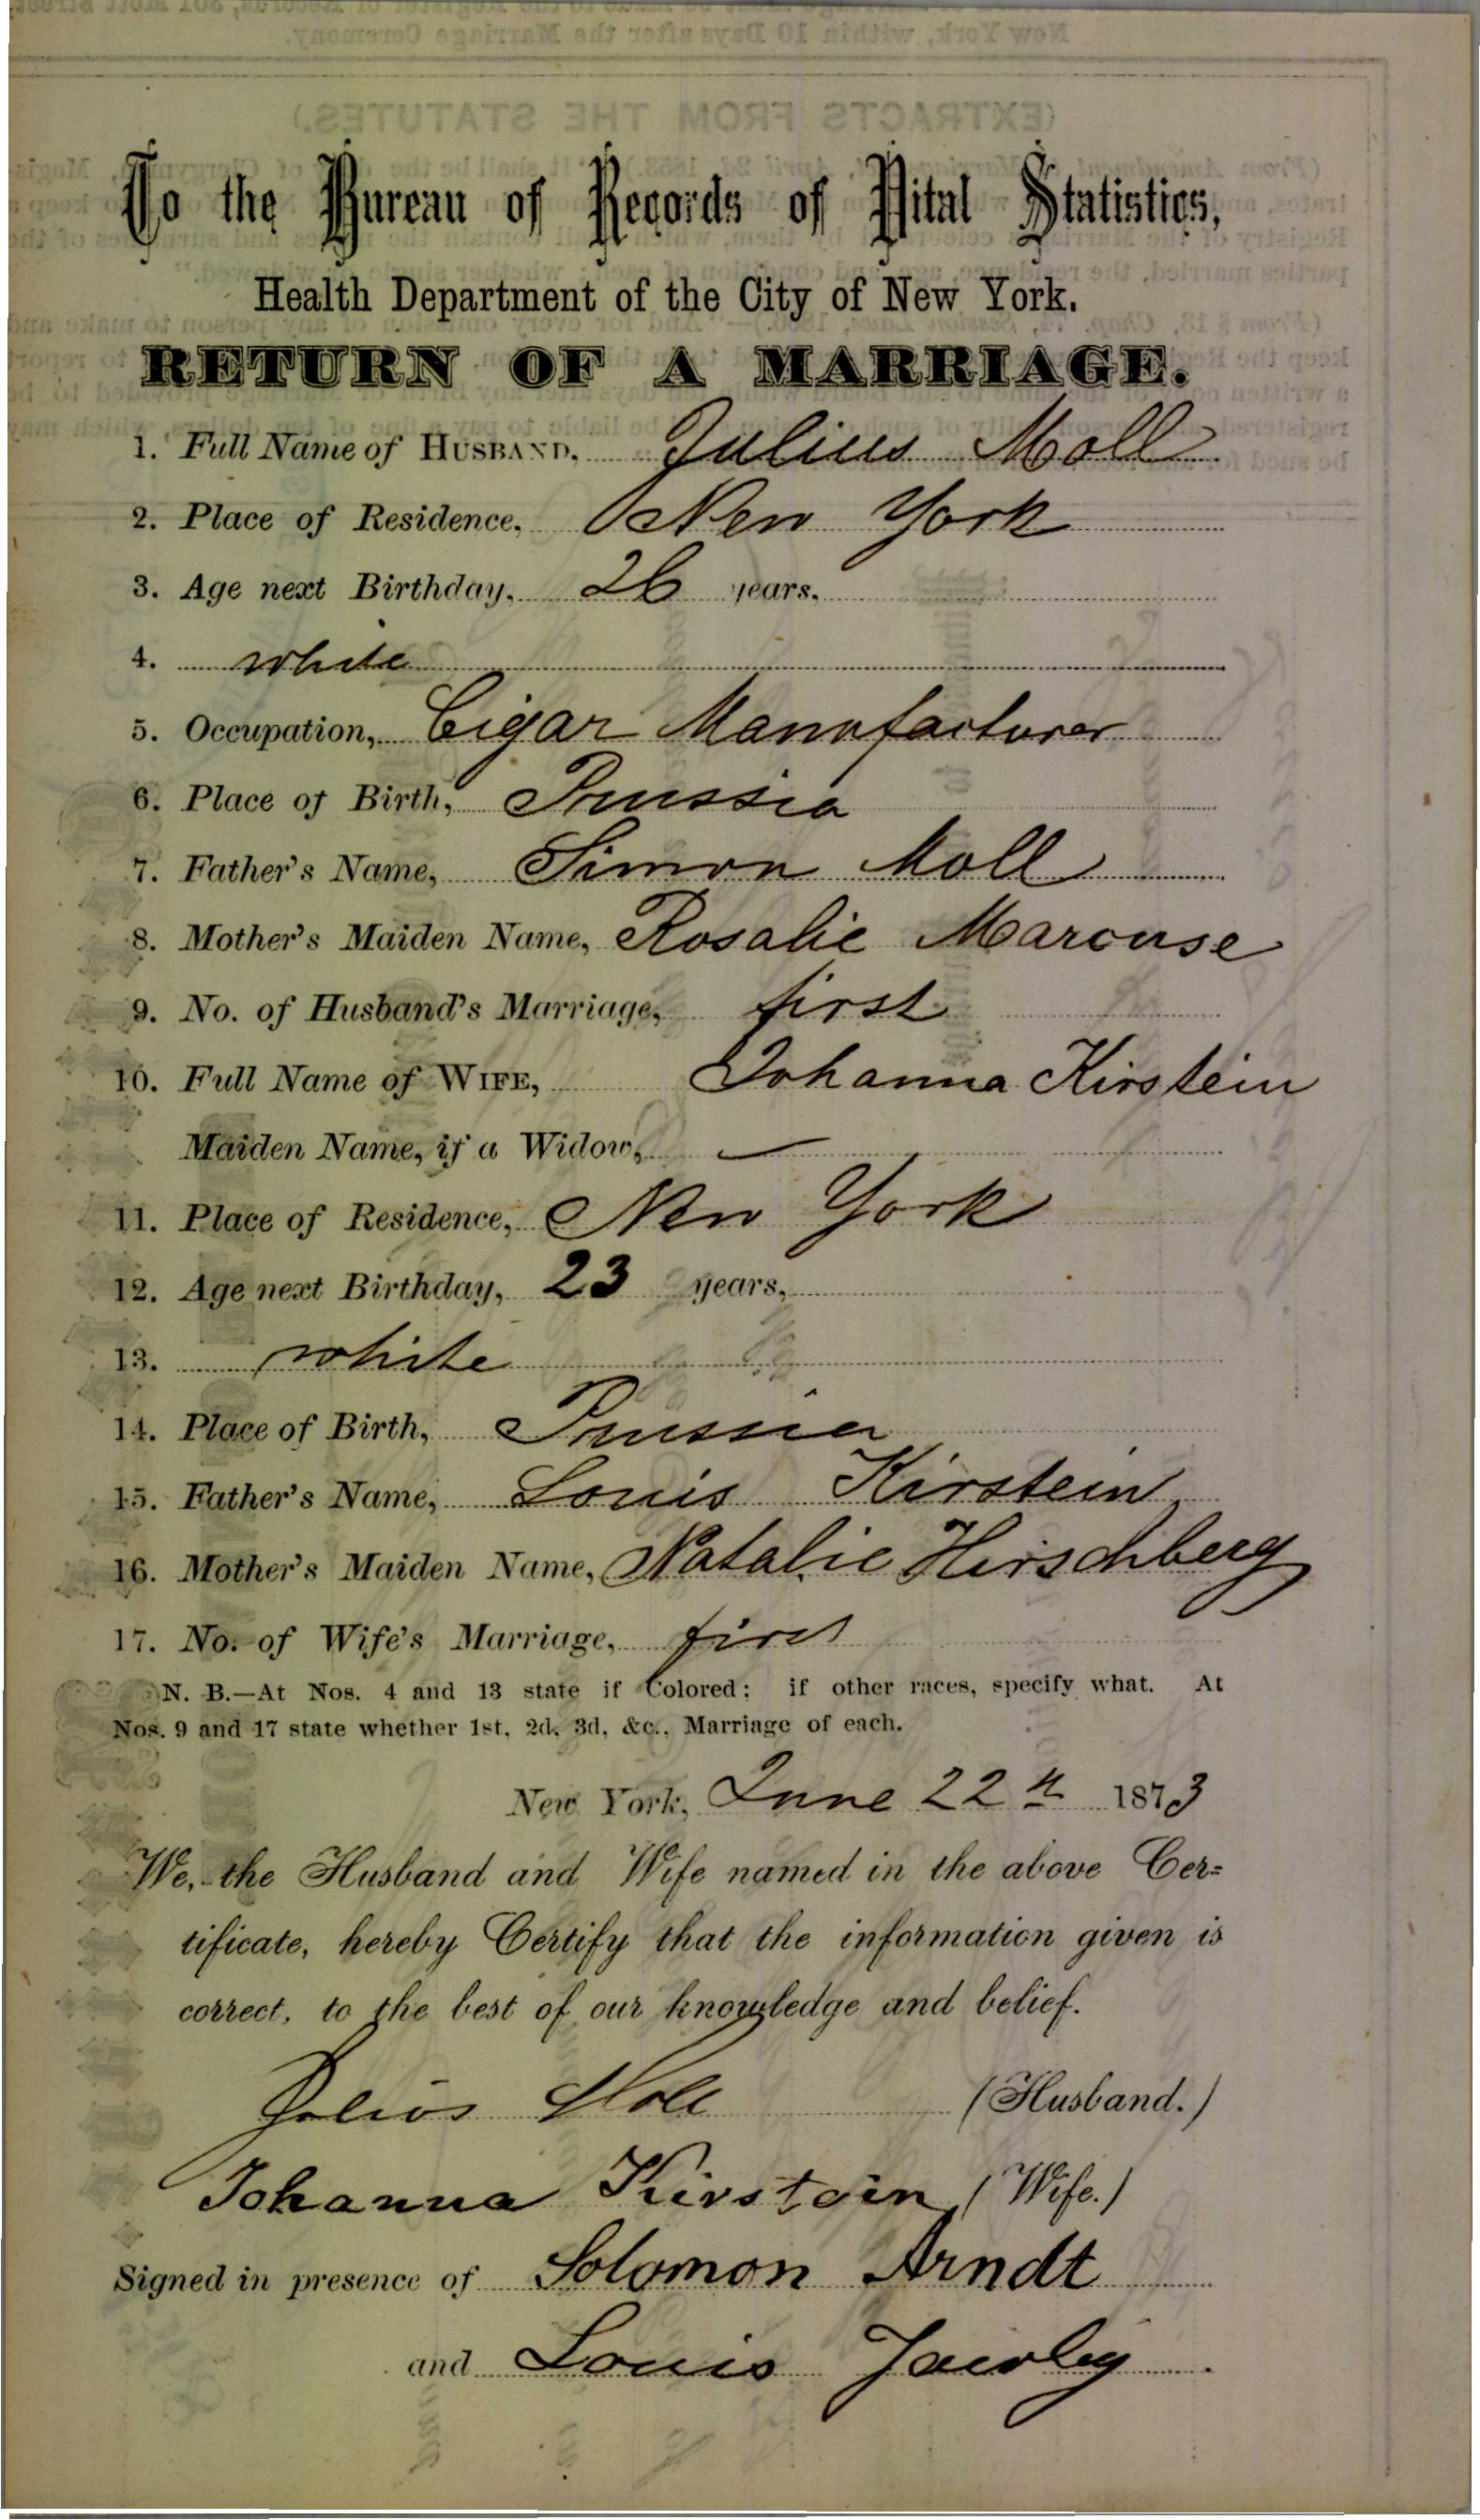 To the Bureau of Records of Vital Statistics,
Health Department of the City of New York.
RETURN OF A MARRIAGE.
1. Full Name of HUSBAND, Julius Moll
2. Place of Residence, New York
3. Age next Birthday, 26 years,
4. white
5. Occupation, Cigar Manufacturer
6. Place of Birth, Prussia
7. Father's Name, Simon Moll
8. Mother's Maiden Name, Rosalie Marcuse
9. No. of Husband's Marriage, first
10. Full Name of WIFE, Johanna Kirstein
Maiden Name, if a Widow, —
11. Place of Residence, New York
12. Age next Birthday, 23 years,
13. white
14. Place of Birth, Prussia
15. Father's Name, Louis Kirstein
16. Mother's Maiden Name, Natalie Hirschberg
17. No. of Wife's Marriage, first
N. B.—At Nos. 4 and 13 state if Colored; if other races, specify what. At
Nos. 9 and 17 state whether 1st, 2d, 3d, &c., Marriage of each.
New York, June 22th 1873
We, the Husband and Wife named in the above Cer=
tificate, hereby Certify that the information given is
correct, to the best of our knowledge and belief.
Julius Moll (Husband.)
Johanna Kirstein (Wife.)
Signed in presence of Solomon Arndt
and Louis